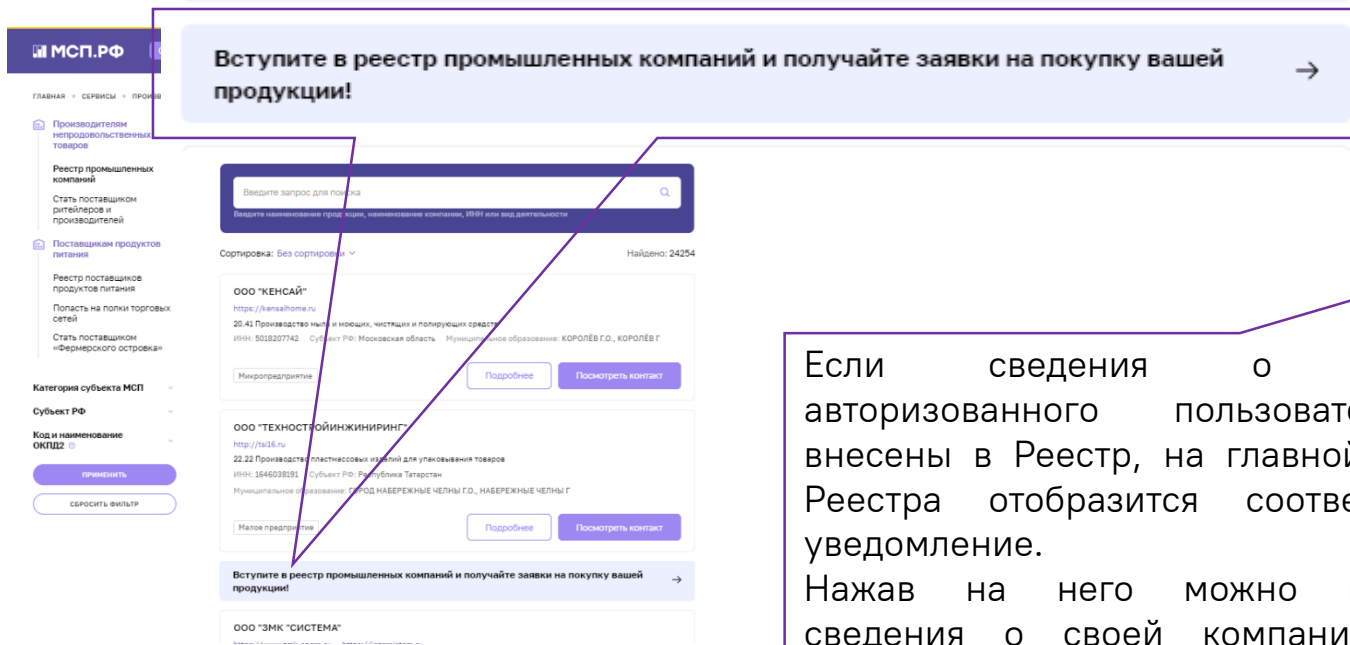 Вступите в реестр промышленных компаний и получайте заявки на покупку вашей
продукции!
МСП.РФ
ГЛАВНАЯ • СЕРВИСЫ •
Производителям
непродовольственных
товаров
Реестр промышленных
компаний
Стать поставщиком
ритейлеров и
производителей
Поставщикам продуктов
питания
Реестр поставщиков
продуктов питания
Попасть на полки торговых
сетей
Стать поставщиком
«Фермерского островка»
Категория субъекта МСП
Субъект РФ
Код и наименование
ОКПД2
ПРИМЕНИТЬ
СБРОСИТЬ ФИЛЬТР
Введите запрос для поиска
Введите наименование продукции, наименование компании, ИНН или вид деятельности
Сортировка: Без сортировки
Найдено: 24254
ООО "КЕНСАЙ"
https://kensaihome.ru
20.41 Производство мыла и моющих, чистящих и полирующих средств
ИНН: 5018207742 Субъект РФ: Московская область Муниципальное образование: КОРОЛЁВ Г.О., КОРОЛЁВ Г
Микропредприятие
Подробнее
Посмотреть контакт
ООО "ТЕХНОСТРОЙИНЖИНИРИНГ"
http://tsi16.ru
22.22 Производство пластмассовых изделий для упаковывания товаров
ИНН: 1646038191 Субъект РФ: Республика Татарстан
Муниципальное образование: ГОРОД НАБЕРЕЖНЫЕ ЧЕЛНЫ Г.О., НАБЕРЕЖНЫЕ ЧЕЛНЫ Г
Малое предприятие
Подробнее
Посмотреть контакт
Вступите в реестр промышленных компаний и получайте заявки на покупку вашей
продукции!
ООО "ЗМК "СИСТЕМА"
Если сведения о
авторизованного
внесены в Реестр, на главной
Реестра отобразится
уведомление.
Нажав на него можно
сведения о своей